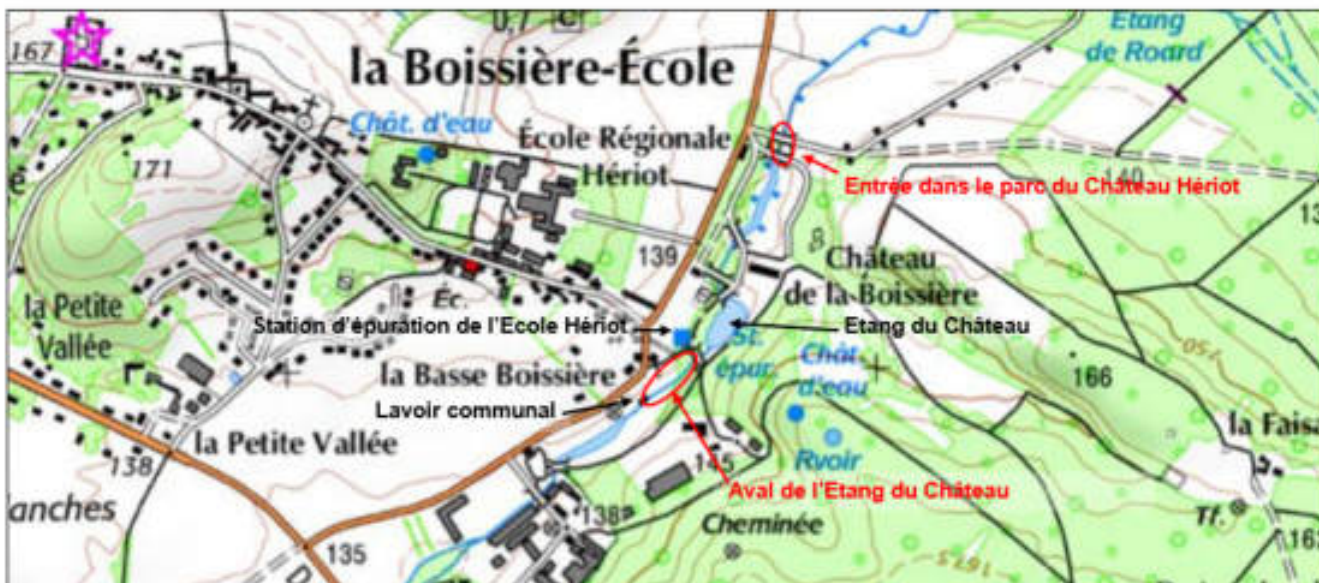 167
la Boissière-École
Etang
de Roard
Chât. d'eau
École Régionale
Hériot
171
140
Entrée dans le parc du Château Hériot
139
Château
de la Boissière
la Petite
Vallée
Éc.
Station d'épuration de l'Ecole Hériot
Etang du Château
St.
épur.
Chât.
d'eau
la Basse Boissière
166
Lavoir communal
la Petite Vallée
la Faisa
138
145
Rvoir
Aval de l'Etang du Château
anches
138
Cheminée
Tf.
135